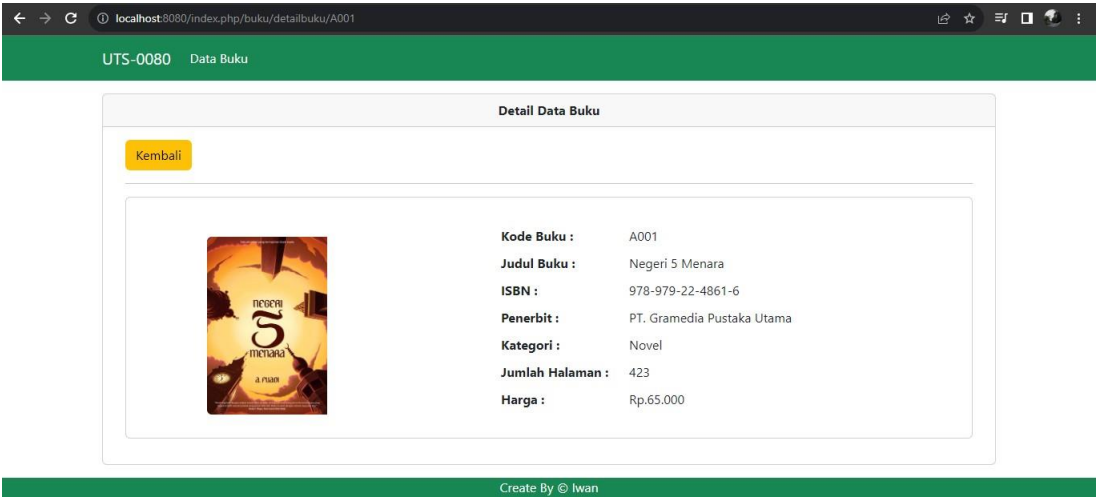 localhost:8080/index.php/buku/detailbuku/A001
UTS-0080 Data Buku
Detail Data Buku
Kembali
Kode Buku : A001
Judul Buku : Negeri 5 Menara
ISBN : 978-979-22-4861-6
Penerbit : PT. Gramedia Pustaka Utama
Kategori : Novel
Jumlah Halaman : 423
Harga : Rp.65.000
NEGERI
5
MENARA
A. FUADI
Create By © Iwan